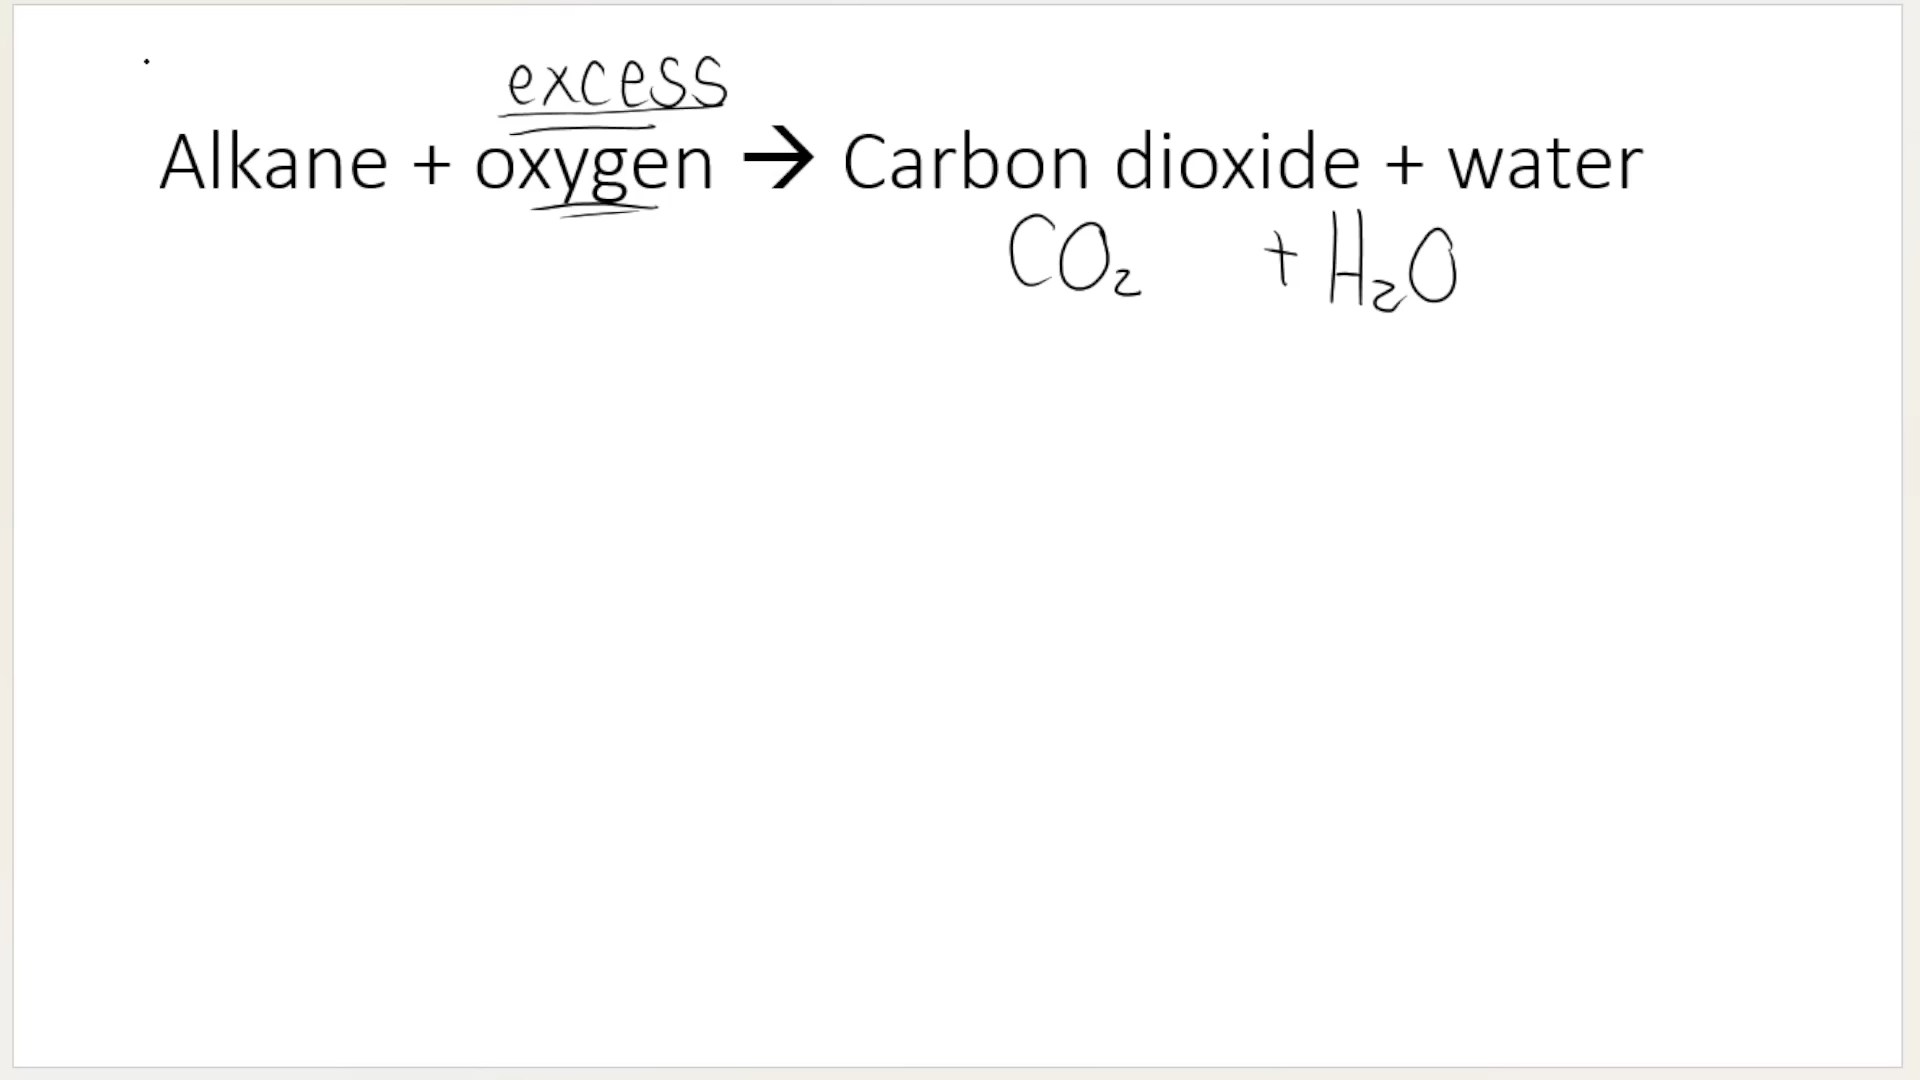 excess
Alkane + oxygen → Carbon dioxide + water
CO₂ + H₂O